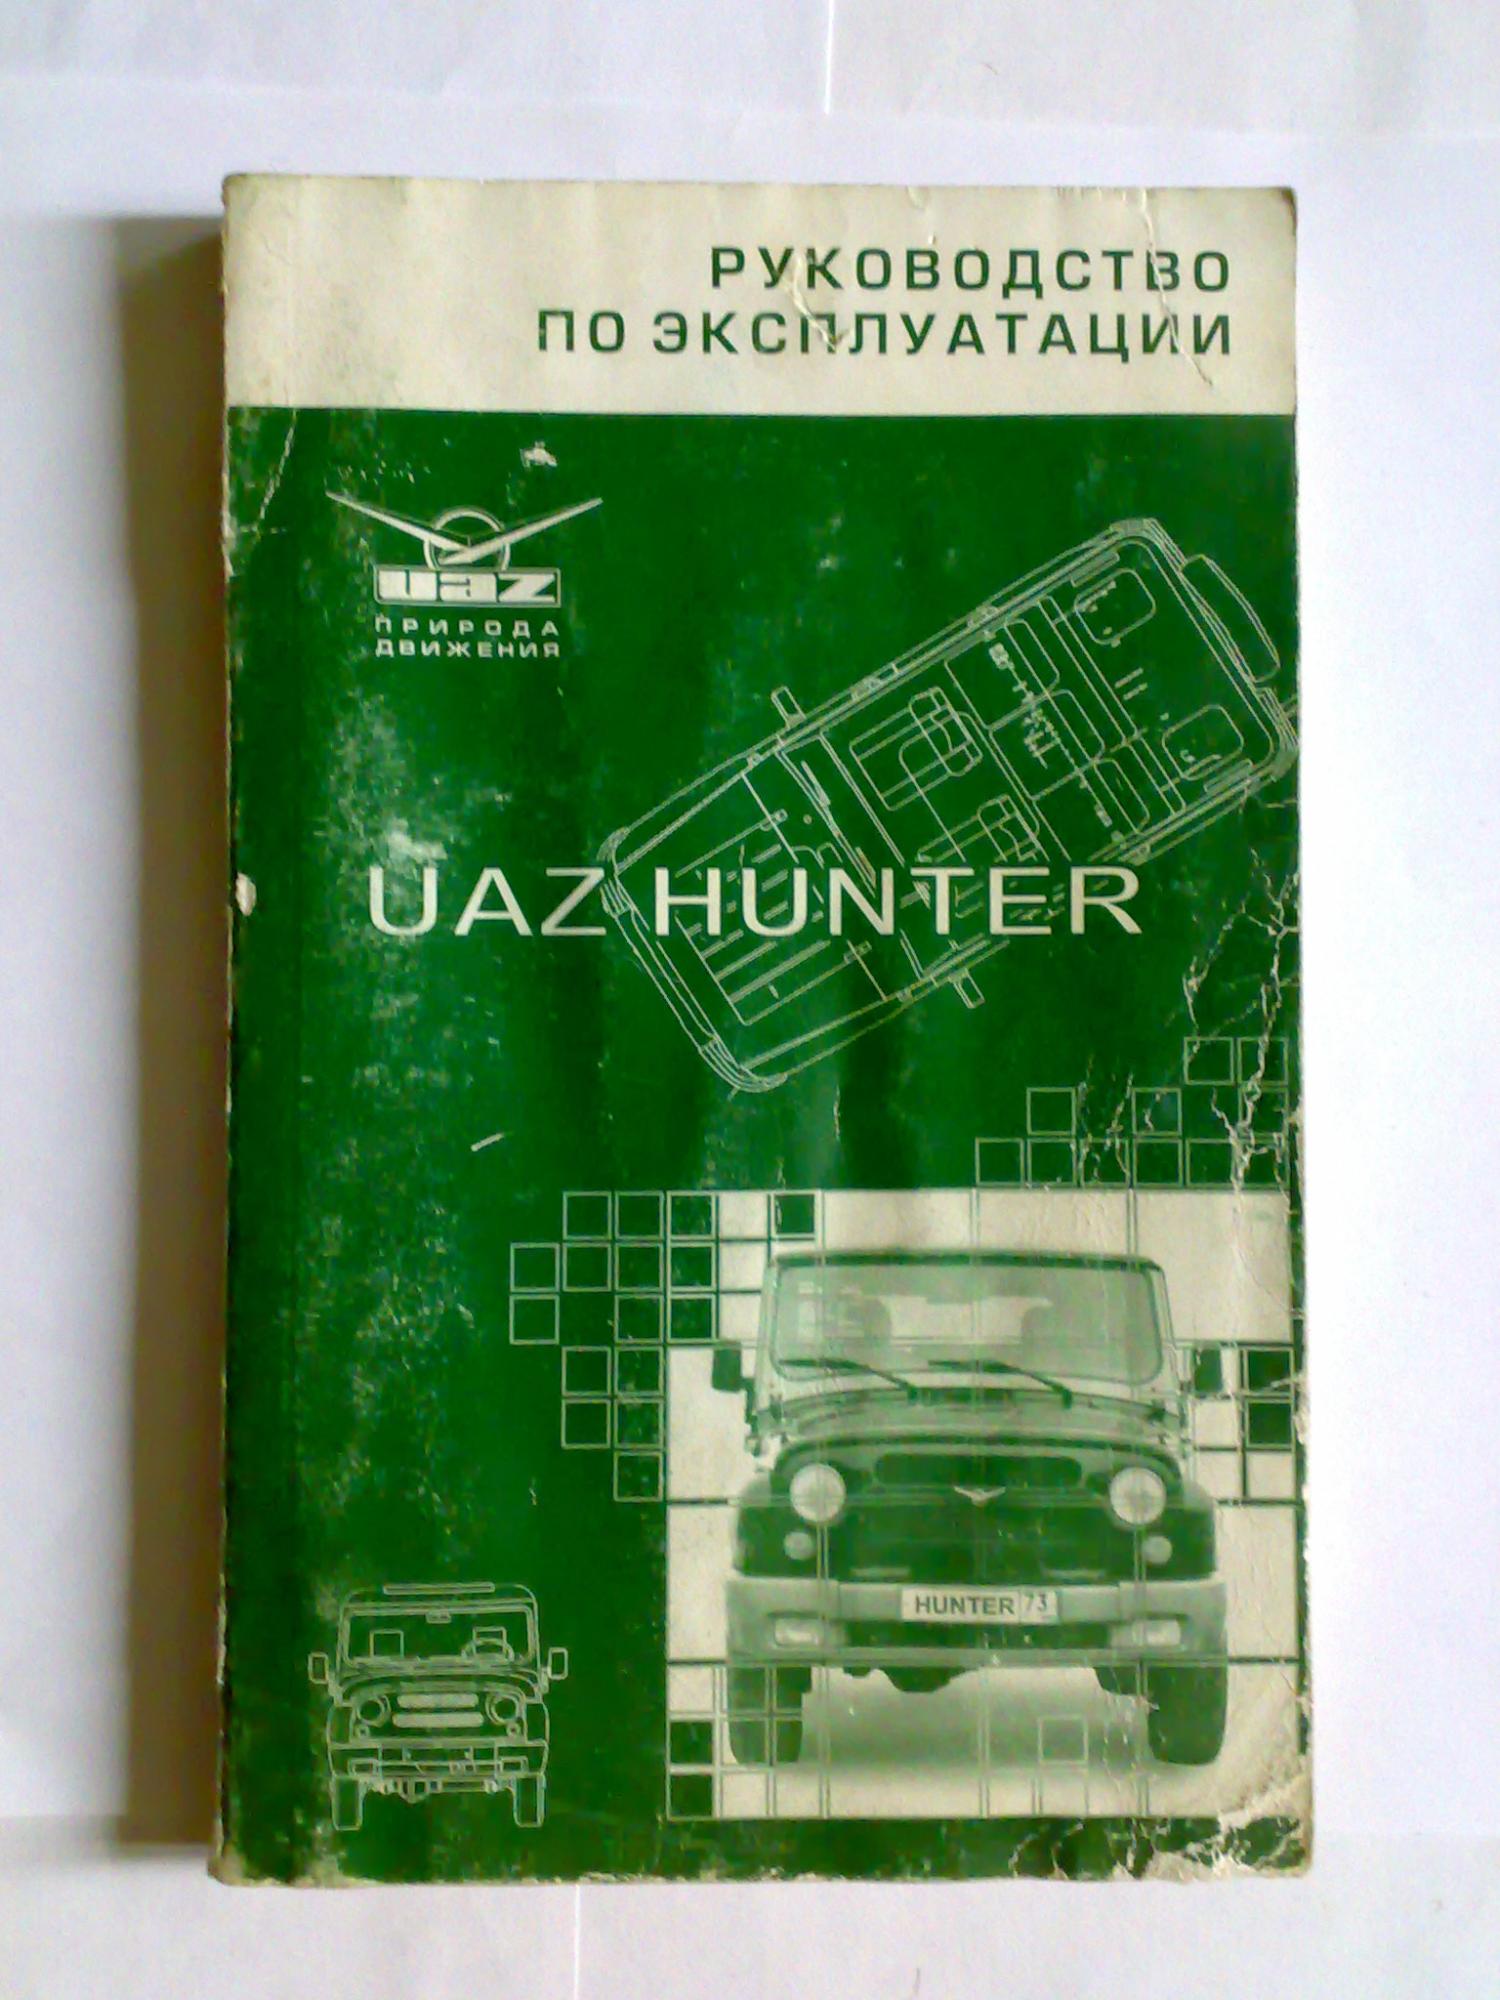 РУКОВОДСТВО
ПО ЭКСПЛУАТАЦИИ
UAZ
ПРИРОДА
ДВИЖЕНИЯ
UAZ HUNTER
HUNTER 73